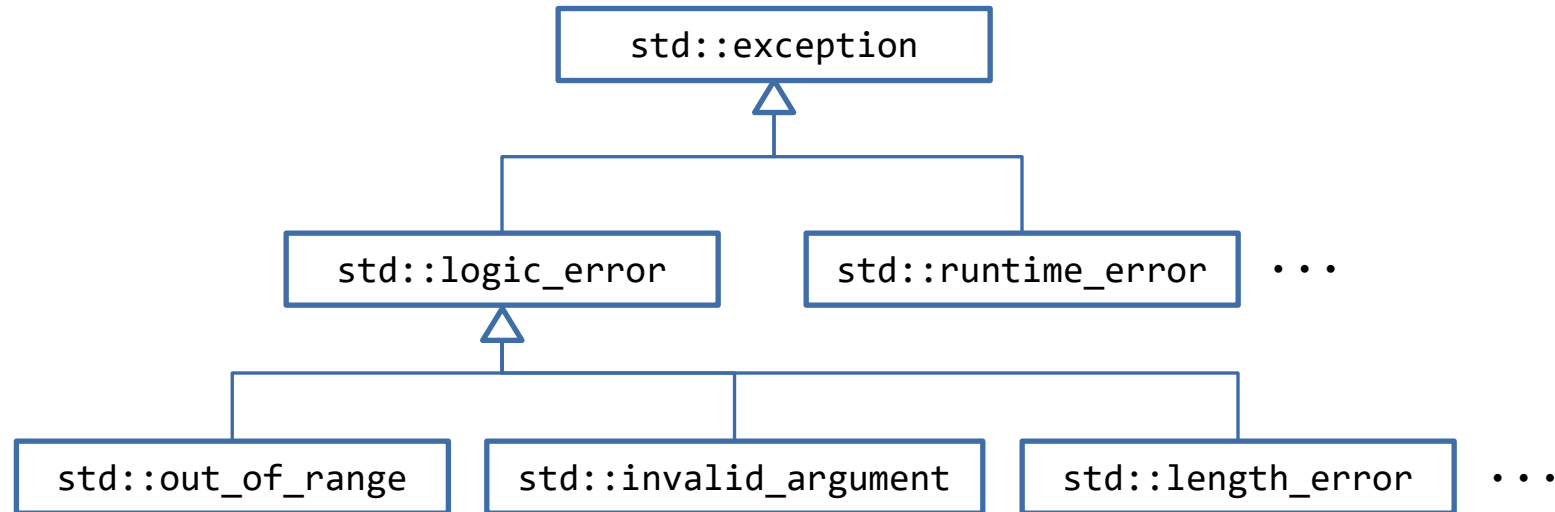 std::exception
std::logic_error
std::runtime_error ...
std::out_of_range
std::invalid_argument
std::length_error ...